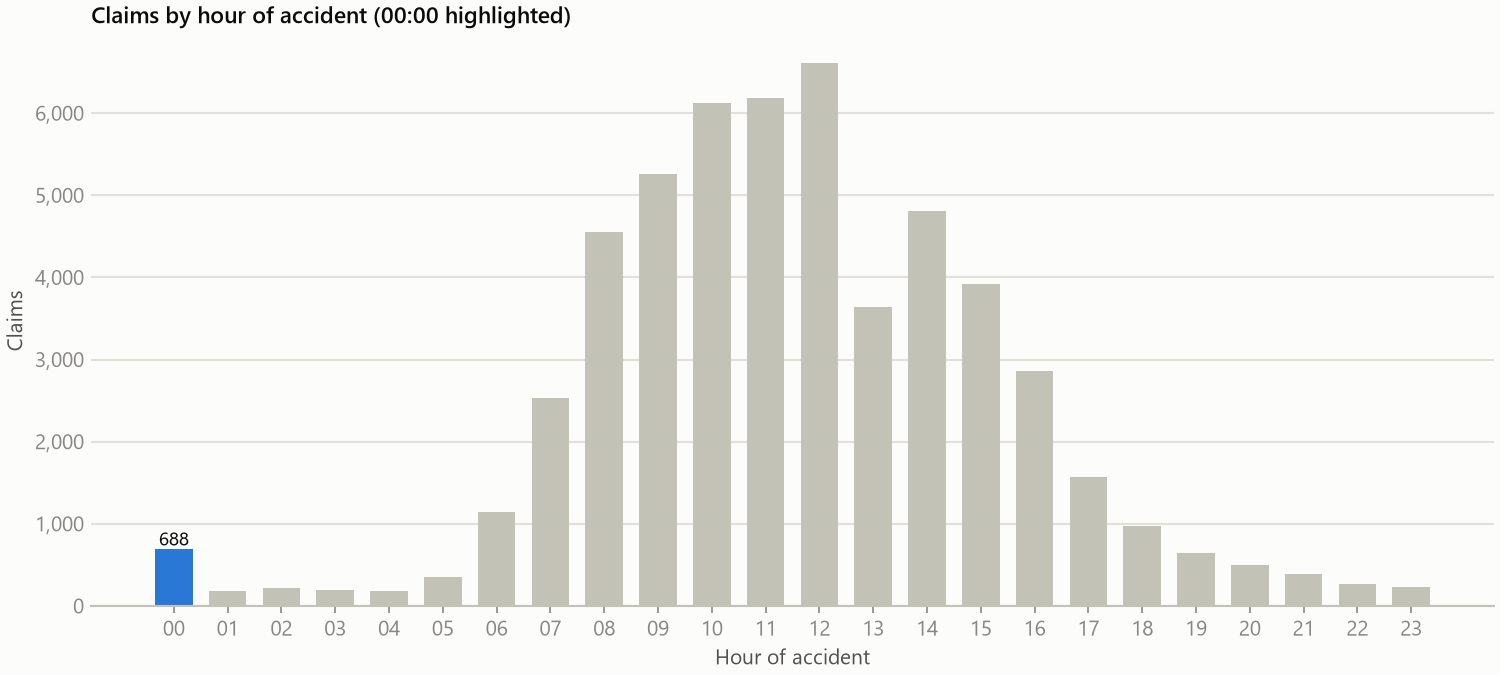 Claims by hour of accident (00:00 highlighted)
6,000
5,000
4,000
3,000
2,000
1,000
0
Claims
688
00 01 02 03 04 05 06 07 08 09 10 11 12 13 14 15 16 17 18 19 20 21 22 23
Hour of accident